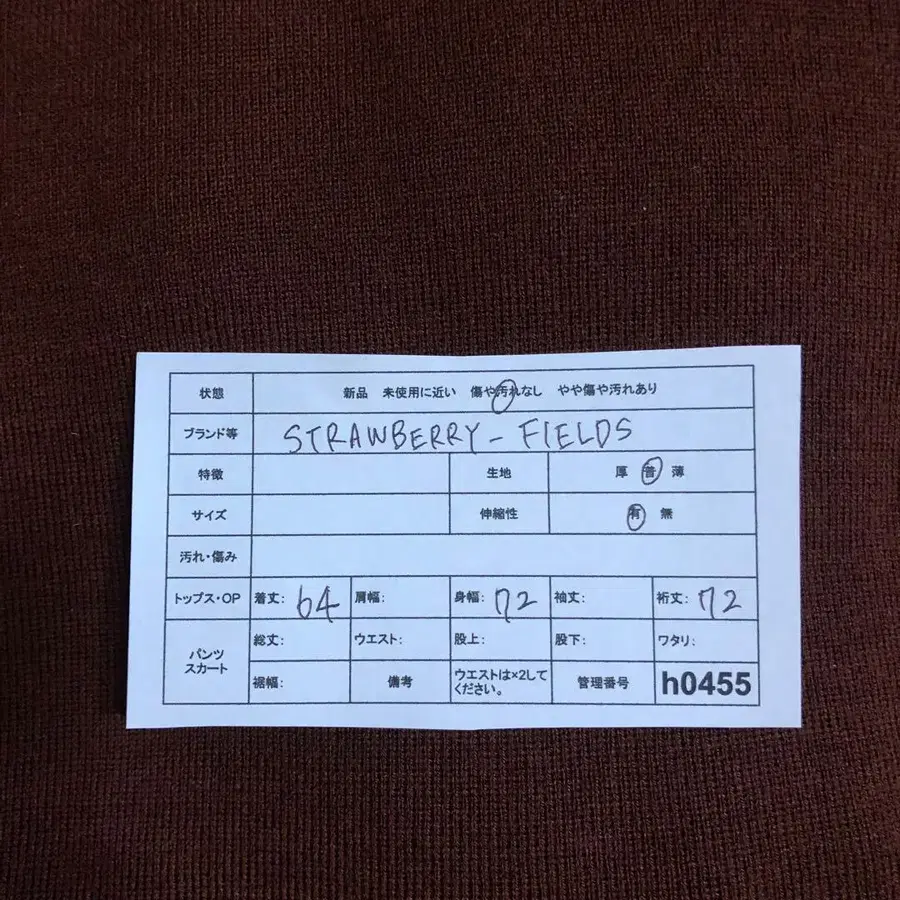 状態 新品 未使用に近い 傷や汚れなし やや傷や汚れあり
ブランド等 STRAWBERRY-FIELDS
特徴 生地 厚 普 薄
サイズ 伸縮性 有 無
汚れ・傷み
トップス・OP 着丈: 64 肩幅: 身幅: 72 袖丈: 裄丈: 72
パンツ 総丈: ウエスト: 股上: 股下: ワタリ:
スカート
裾幅: 備考 ウエストは×2して
ください。 管理番号 h0455